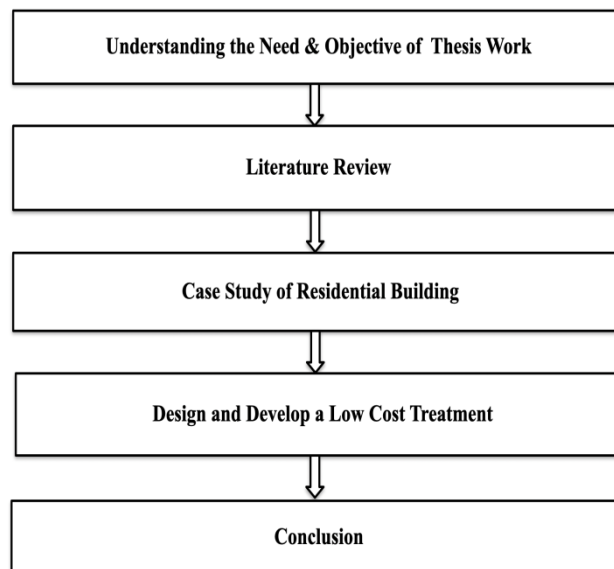 Understanding the Need & Objective of Thesis Work
Literature Review
Case Study of Residential Building
Design and Develop a Low Cost Treatment
Conclusion